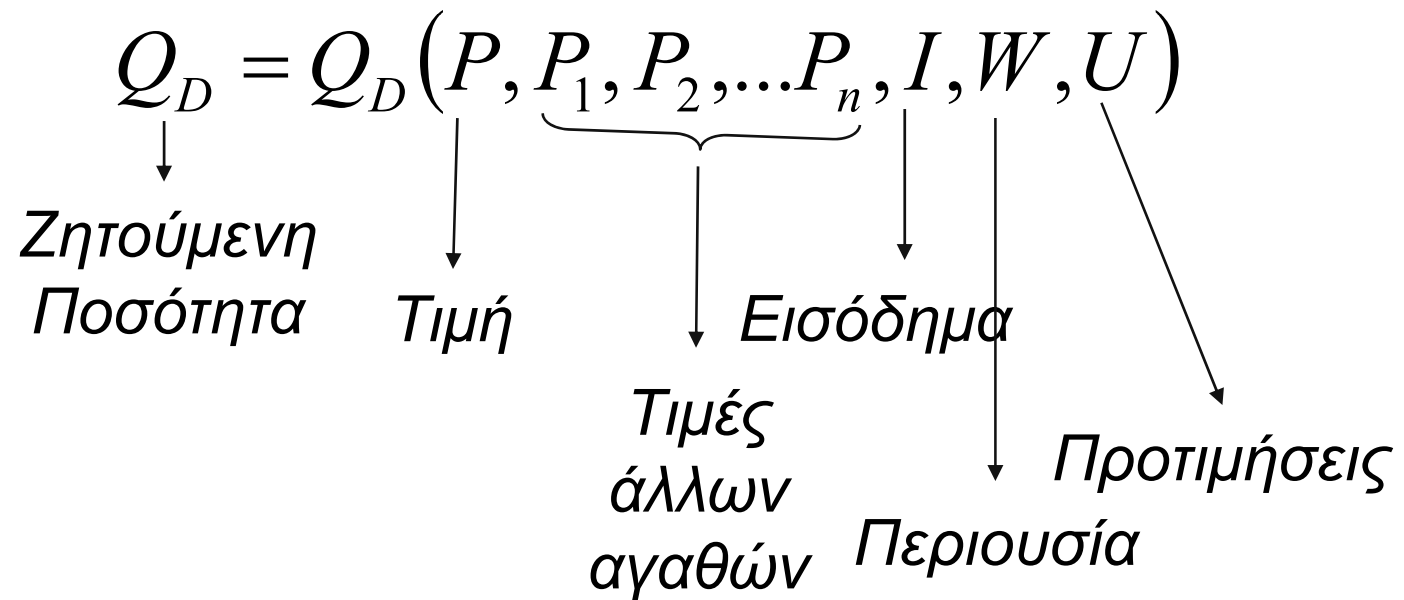 Q_D = Q_D(P, P_1, P_2,...P_n, I, W, U)
Ζητούμενη
Ποσότητα
Τιμή
Τιμές
άλλων
αγαθών
Εισόδημα
Περιουσία
Προτιμήσεις